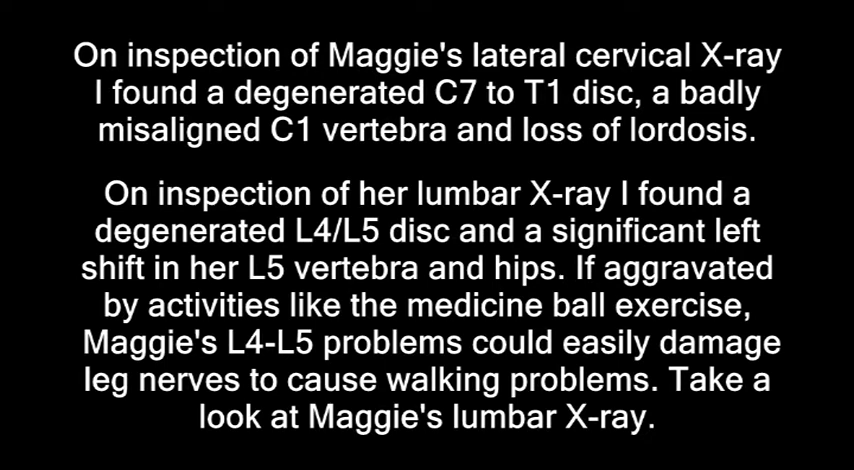 On inspection of Maggie's lateral cervical X-ray
I found a degenerated C7 to T1 disc, a badly
misaligned C1 vertebra and loss of lordosis.
On inspection of her lumbar X-ray I found a
degenerated L4/L5 disc and a significant left
shift in her L5 vertebra and hips. If aggravated
by activities like the medicine ball exercise,
Maggie's L4-L5 problems could easily damage
leg nerves to cause walking problems. Take a
look at Maggie's lumbar X-ray.